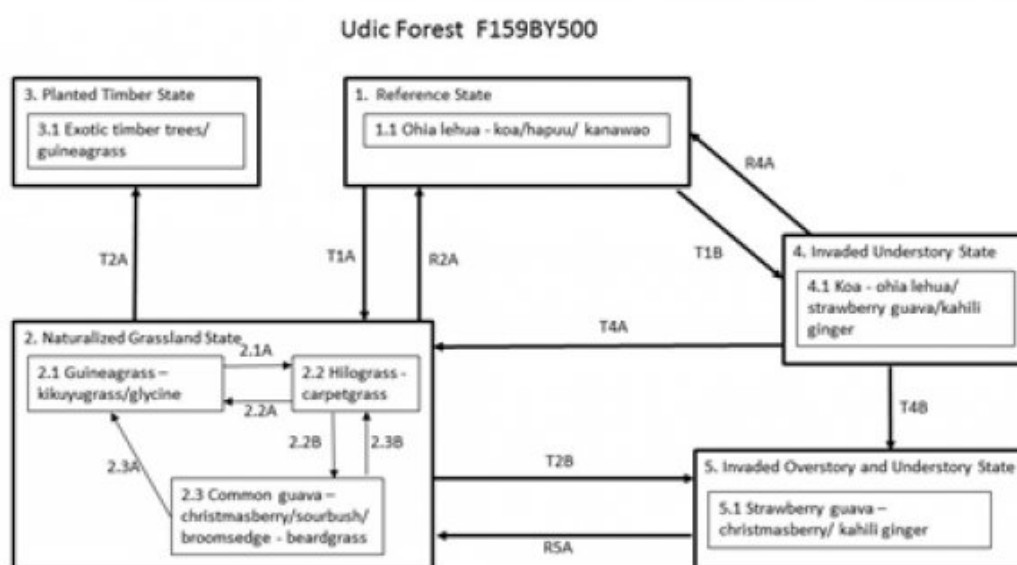 Udic Forest F159BY500
3. Planted Timber State
3.1 Exotic timber trees/
guineagrass
1. Reference State
1.1 Ohia lehua - koa/hapuu/ kanawao
R4A
T2A
T1A
R2A
T1B
4. Invaded Understory State
4.1 Koa - ohia lehua/
strawberry guava/kahili
ginger
T4A
2. Naturalized Grassland State
2.1A
2.1 Guineagrass –
kikuyugrass/glycine
2.2 Hilograss -
carpetgrass
2.2A
2.2B
2.3B
2.3A
T4B
T2B
2.3 Common guava –
christmasberry/sourbush/
broomsedge - beardgrass
5. Invaded Overstory and Understory State
5.1 Strawberry guava –
christmasberry/ kahili ginger
R5A